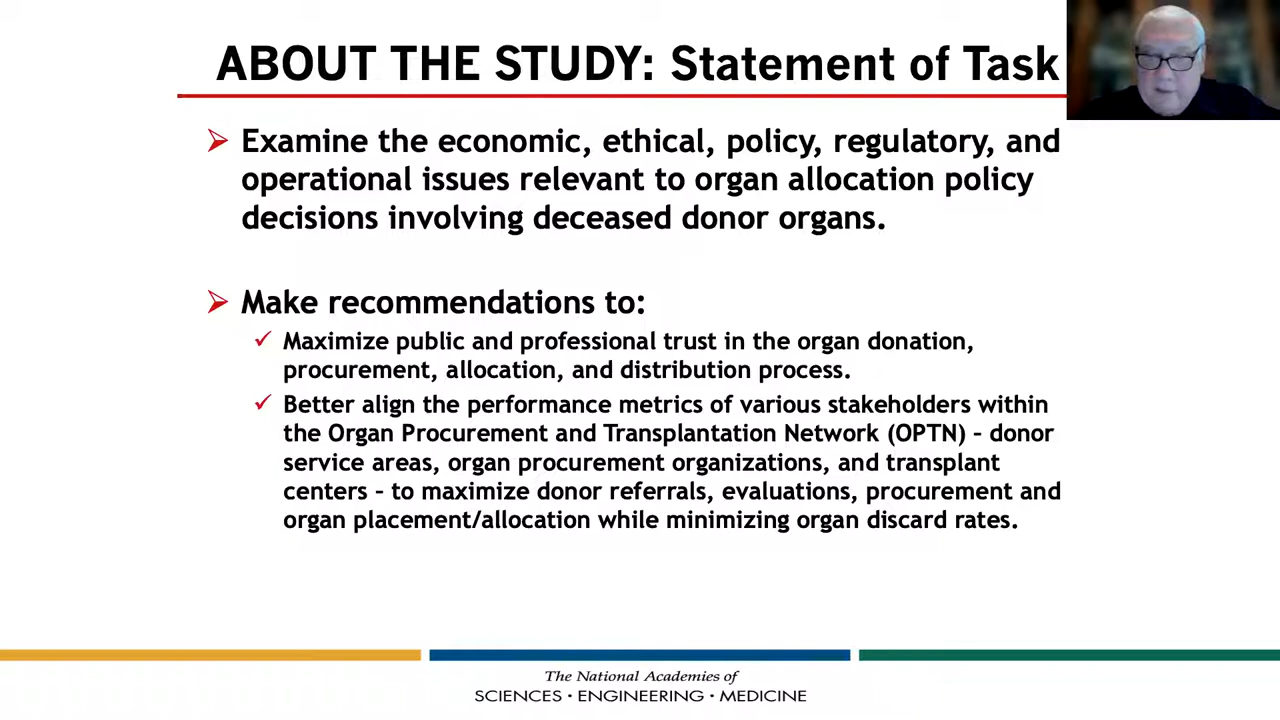 ABOUT THE STUDY: Statement of Task
Examine the economic, ethical, policy, regulatory, and
operational issues relevant to organ allocation policy
decisions involving deceased donor organs.
Make recommendations to:
Maximize public and professional trust in the organ donation,
procurement, allocation, and distribution process.
Better align the performance metrics of various stakeholders within
the Organ Procurement and Transplantation Network (OPTN) – donor
service areas, organ procurement organizations, and transplant
centers – to maximize donor referrals, evaluations, procurement and
organ placement/allocation while minimizing organ discard rates.
The National Academies of
SCIENCES · ENGINEERING · MEDICINE